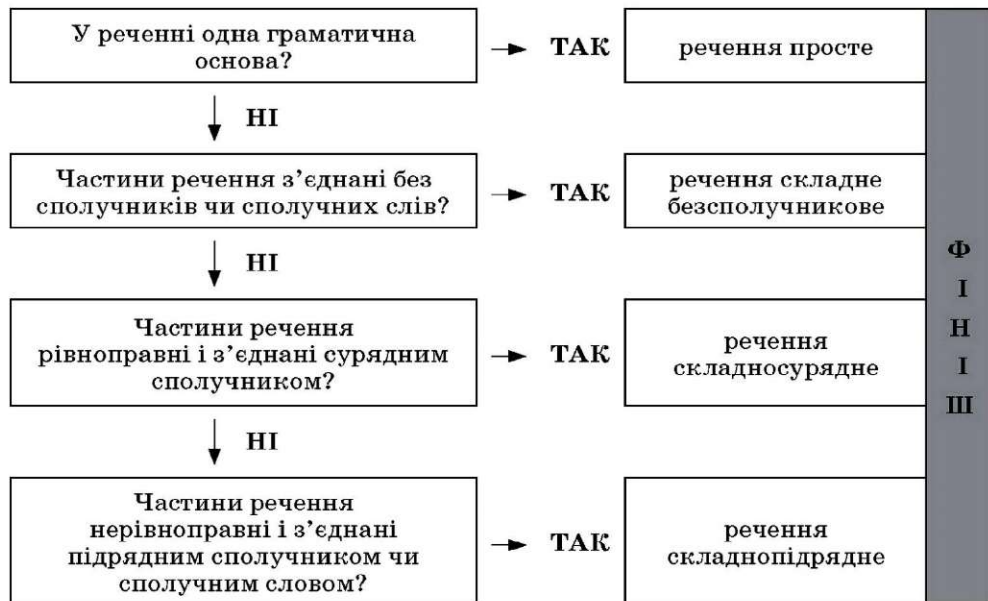 У реченні одна граматична
основа?
ТАК
речення просте
НІ
Частини речення з’єднані без
сполучників чи сполучних слів?
ТАК
речення складне
безсполучникове
НІ
Частини речення
рівноправні і з’єднані сурядним
сполучником?
ТАК
речення
складносурядне
НІ
Частини речення
нерівноправні і з’єднані
підрядним сполучником чи
сполучним словом?
ТАК
речення
складнопідрядне
Ф
І
Н
І
Ш